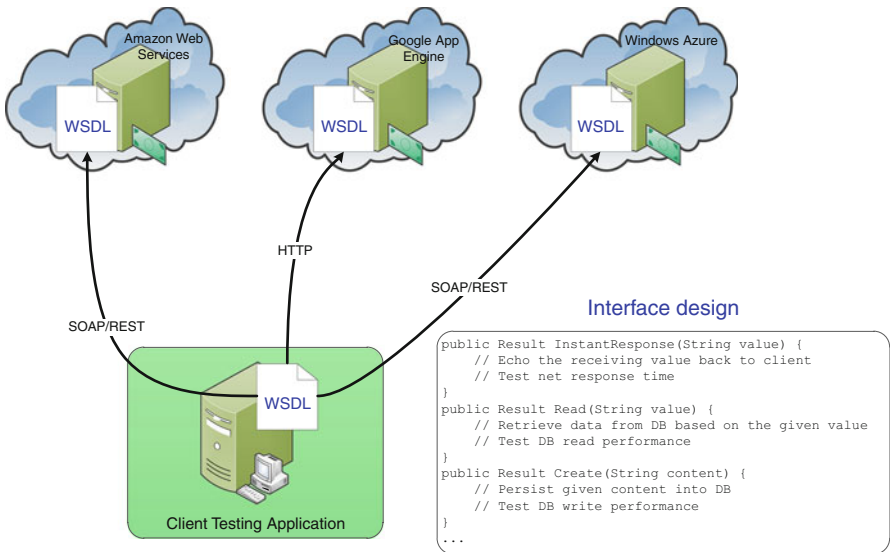 Amazon Web
Services
WSDL
Google App
Engine
WSDL
Windows Azure
WSDL
HTTP
SOAP/REST
SOAP/REST
WSDL
Client Testing Application
Interface design
public Result InstantResponse(String value) {
    // Echo the receiving value back to client
    // Test net response time
}
public Result Read(String value) {
    // Retrieve data from DB based on the given value
    // Test DB read performance
}
public Result Create(String content) {
    // Persist given content into DB
    // Test DB write performance
}
...